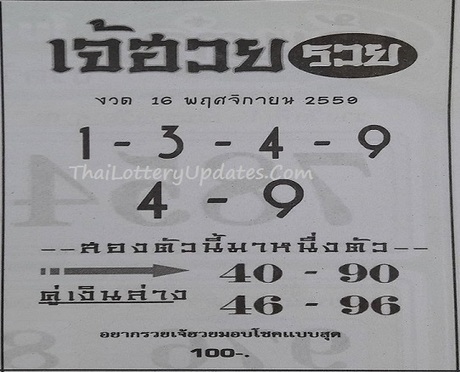 เจ๊ฮวย รวย
งวด 16 พฤศจิกายน 2550
1 - 3 - 4 - 9
ThaiLotteryUpdates.Com
4 - 9
--สองตัวนี้มาหนึ่งตัว--
40 - 90
คู่เงินล่าง 46 - 96
อยากรวยเจ๊ฮวยมอบโชคแบบสุด
100-.